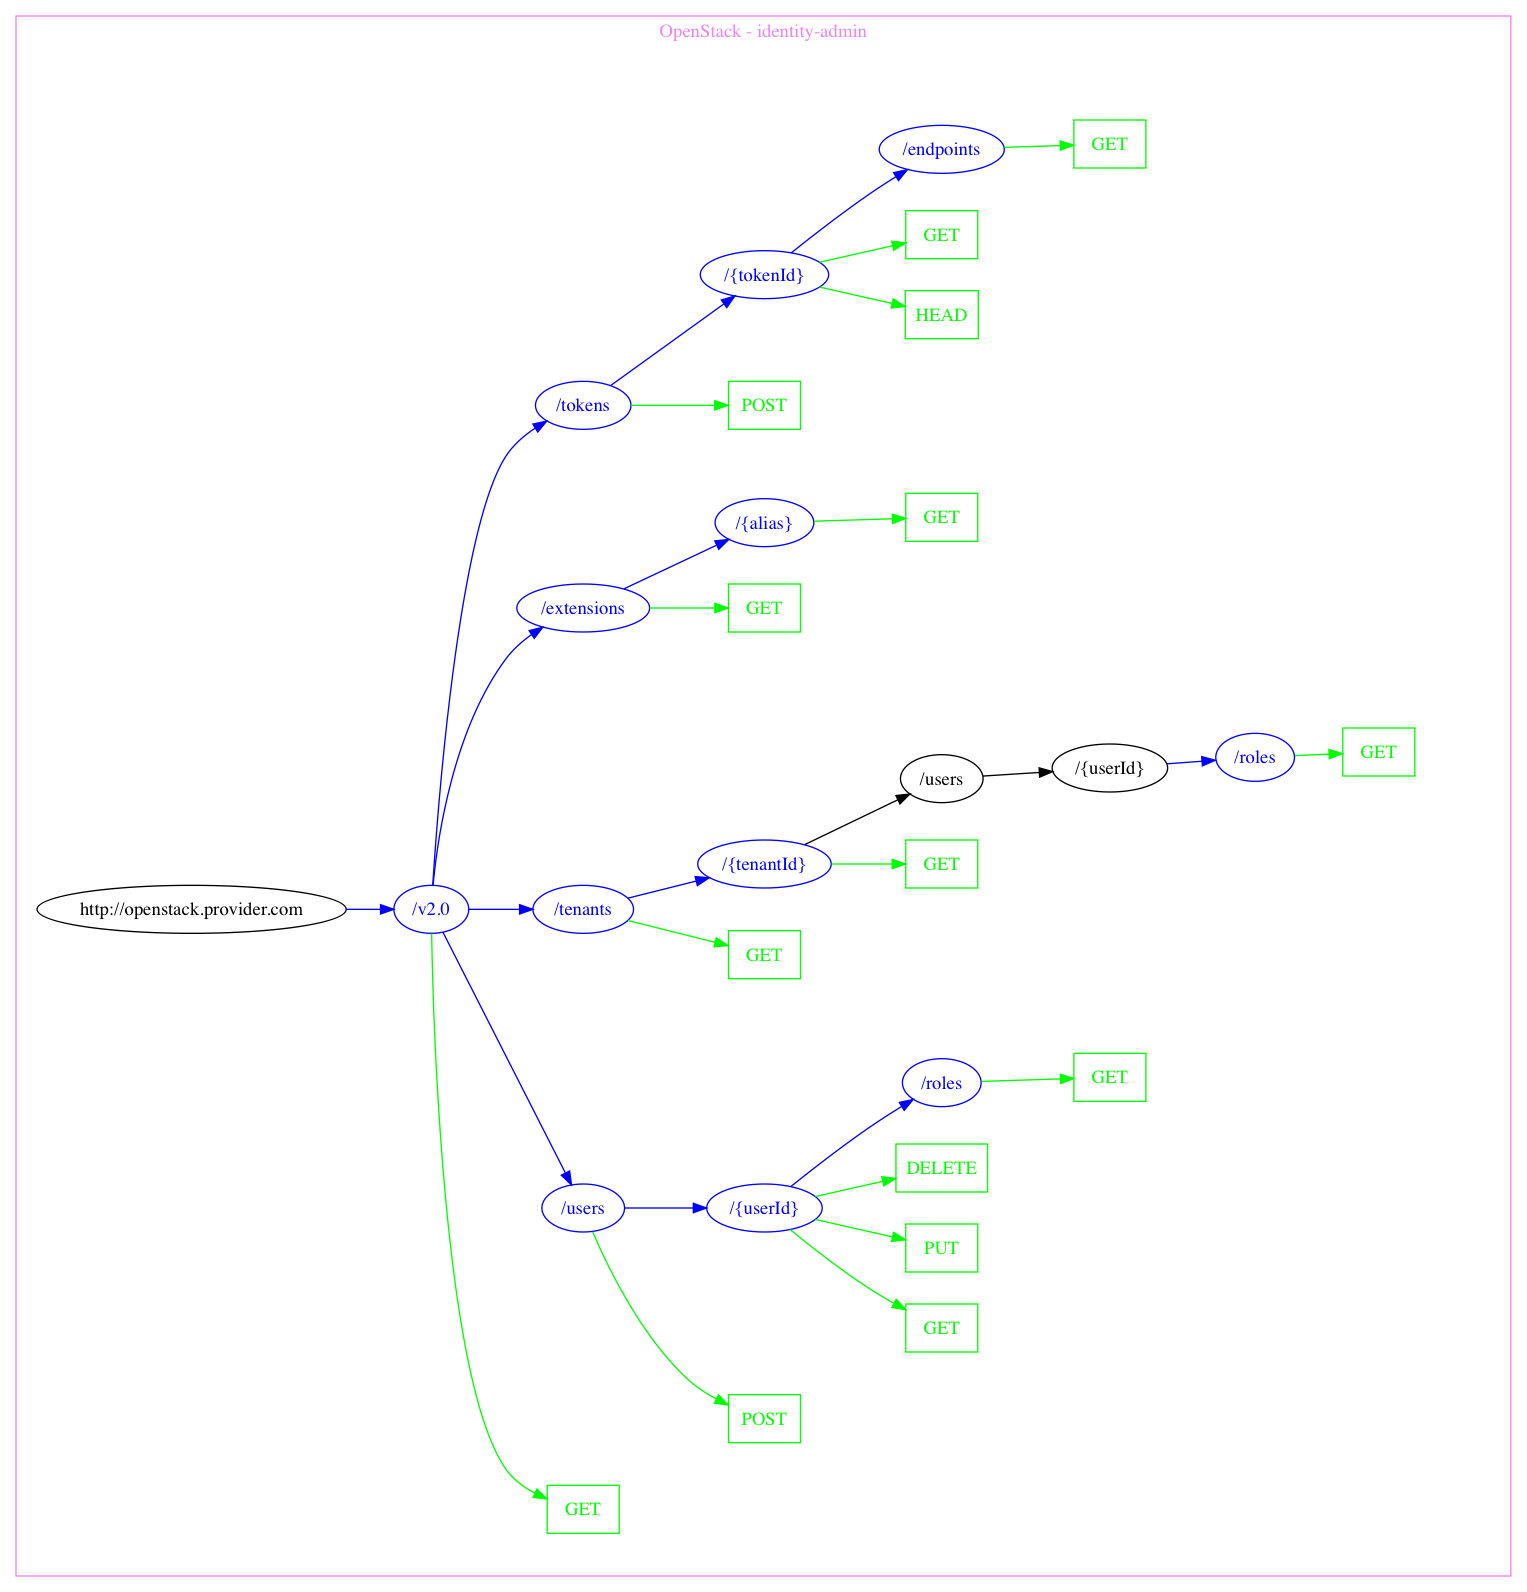 OpenStack - identity-admin
/endpoints
GET
GET
/{tokenId}
HEAD
/tokens
POST
/{alias}
GET
/extensions
GET
/users
/{userId}
/roles
GET
/{tenantId}
GET
http://openstack.provider.com
/v2.0
/tenants
GET
/roles
GET
DELETE
/users
/{userId}
PUT
GET
POST
GET